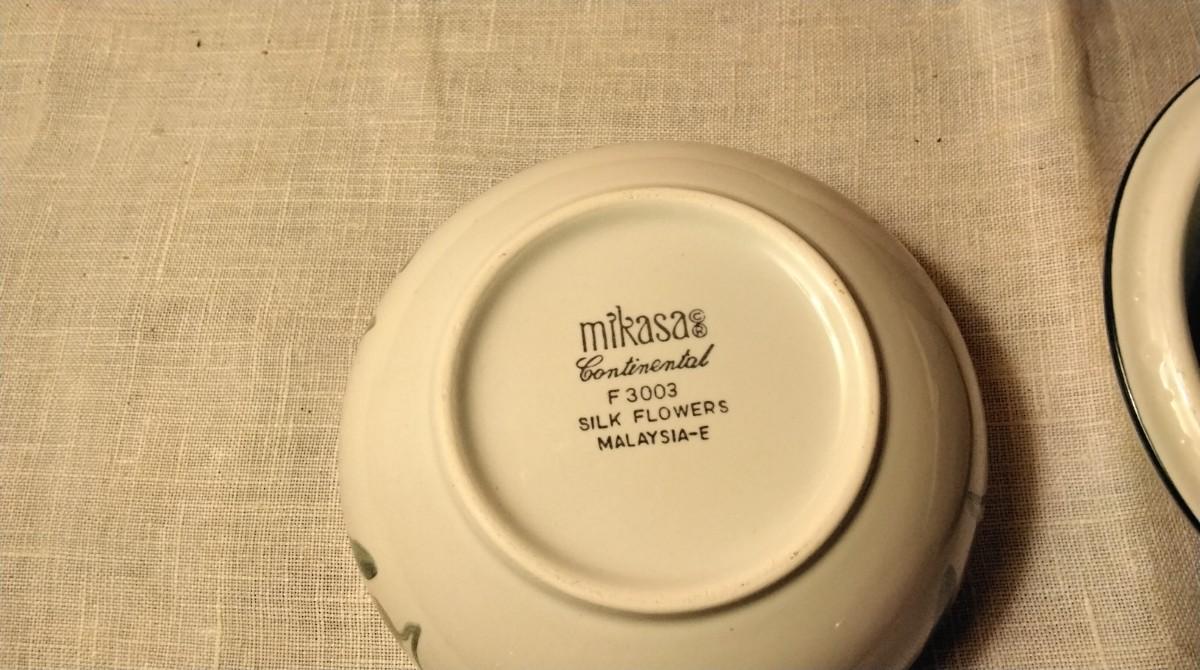 mikasa©®
Continental
F 3003
SILK FLOWERS
MALAYSIA-E